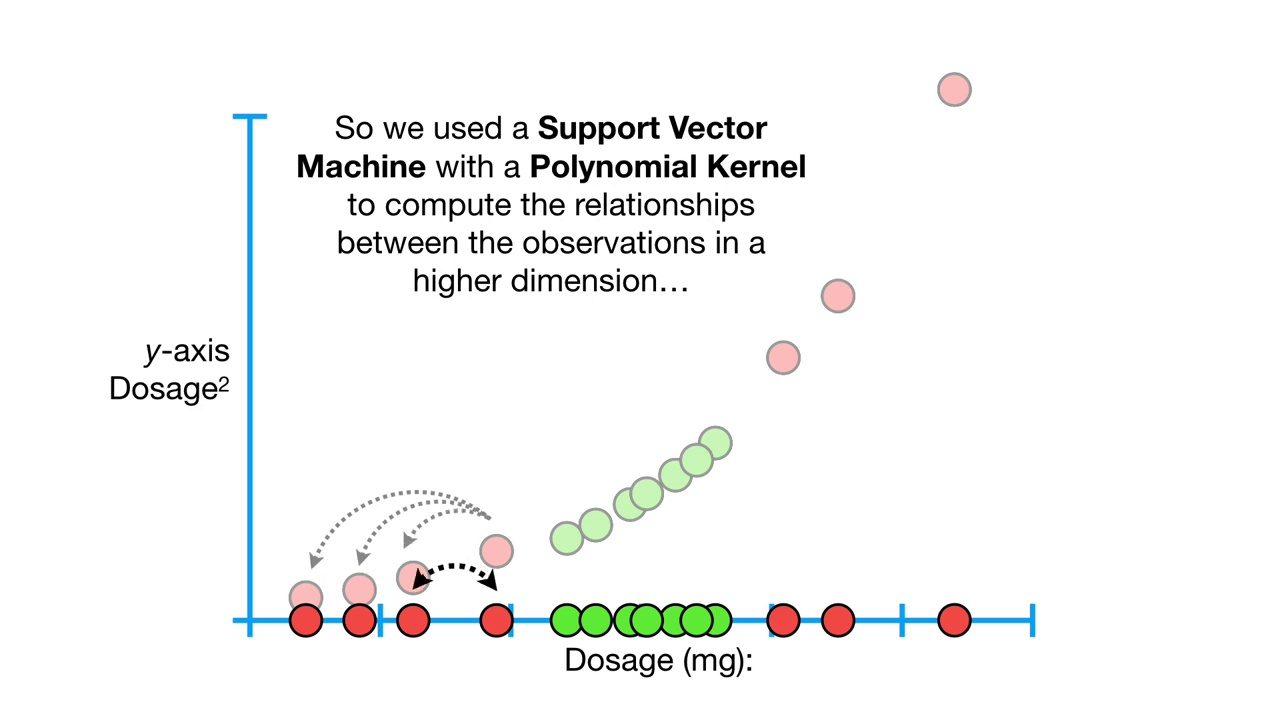 So we used a Support Vector
Machine with a Polynomial Kernel
to compute the relationships
between the observations in a
higher dimension…
y-axis
Dosage²
Dosage (mg):